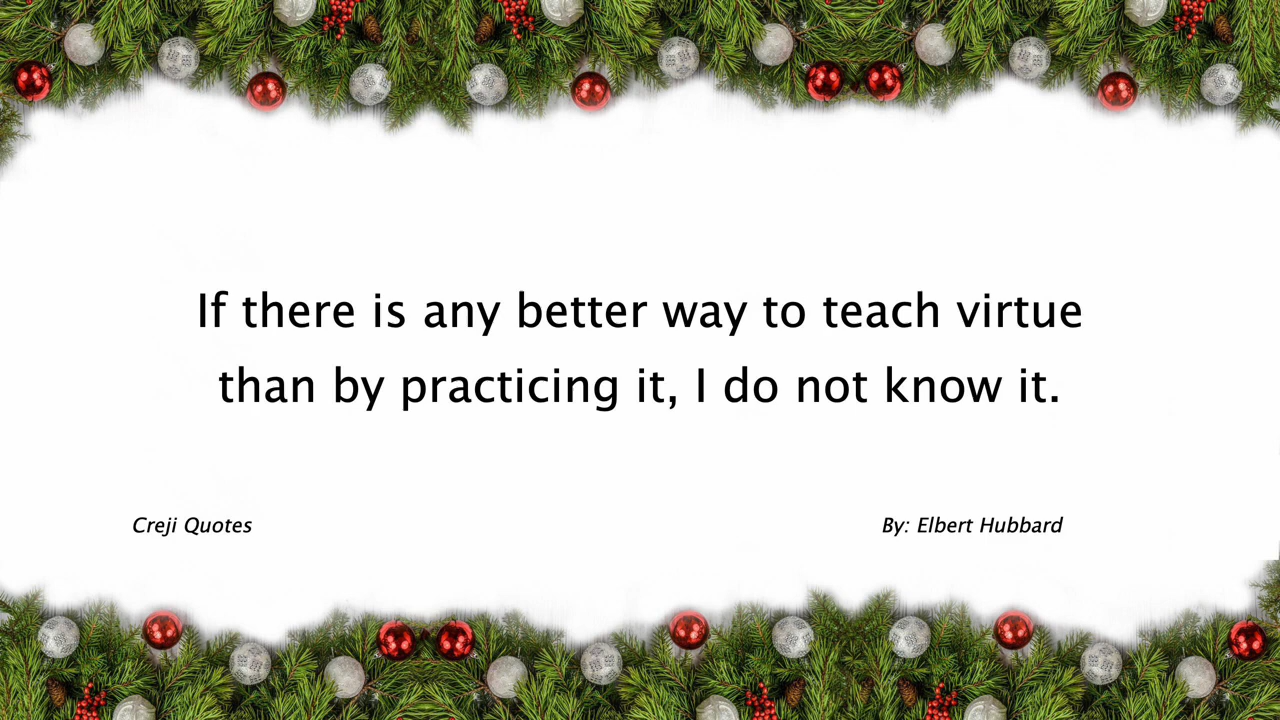 If there is any better way to teach virtue
than by practicing it, I do not know it.
Creji Quotes
By: Elbert Hubbard